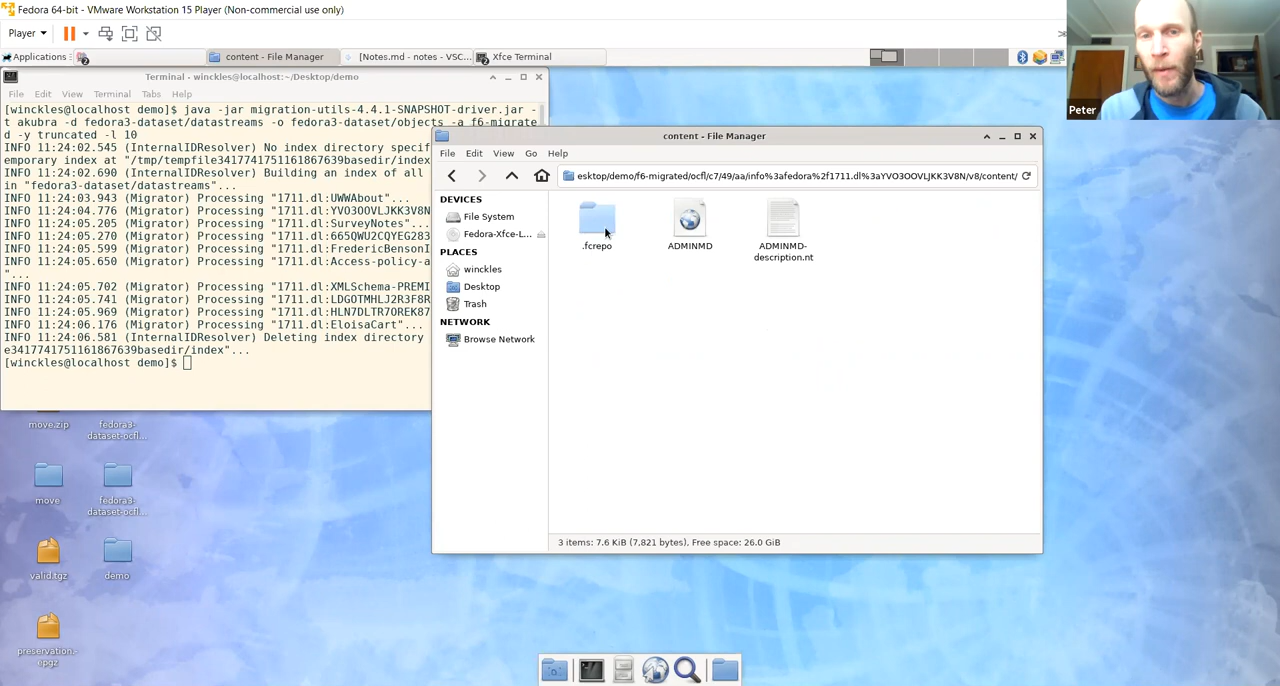 Fedora 64-bit - VMware Workstation 15 Player (Non-commercial use only)
Player
Applications
2
content - File Manager
[Notes.md - notes - VSC...
2
Xfce Terminal
Peter
Terminal - winckles@localhost:~/Desktop/demo
File Edit View Terminal Tabs Help
[winckles@localhost demo]$ java -jar migration-utils-4.4.1-SNAPSHOT-driver.jar -
t akubra -d fedora3-dataset/datastreams -o fedora3-dataset/objects -a f6-migrate
d -y truncated -l 10
INFO 11:24:02.545 (InternalIDResolver) No index directory specif
emporary index at "/tmp/tempfile3417741751161867639basedir/index
INFO 11:24:02.690 (InternalIDResolver) Building an index of all
in "fedora3-dataset/datastreams"...
INFO 11:24:03.943 (Migrator) Processing "1711.dl:UWWAbout"...
INFO 11:24:04.776 (Migrator) Processing "1711.dl:YVO3OOVLJKK3V8N
INFO 11:24:05.205 (Migrator) Processing "1711.dl:SurveyNotes"...
INFO 11:24:05.270 (Migrator) Processing "1711.dl:665QWU2CQYEG283
INFO 11:24:05.599 (Migrator) Processing "1711.dl:FredericBensonI
INFO 11:24:05.650 (Migrator) Processing "1711.dl:Access-policy-a
"...
INFO 11:24:05.702 (Migrator) Processing "1711.dl:XMLSchema-PREMI
INFO 11:24:05.741 (Migrator) Processing "1711.dl:LDGOTMHLJ2R3F8R
INFO 11:24:05.969 (Migrator) Processing "1711.dl:HLN7DLTR7OREK87
INFO 11:24:06.176 (Migrator) Processing "1711.dl:EloisaCart"...
INFO 11:24:06.581 (InternalIDResolver) Deleting index directory
e3417741751161867639basedir/index"...
[winckles@localhost demo]$
content - File Manager
File Edit View Go Help
esktop/demo/f6-migrated/ocfl/c7/49/aa/info%3afedora%2f1711.dl%3aYVO3OOVLJKK3V8N/v8/content/
DEVICES
File System
Fedora-Xfce-L...
PLACES
winckles
Desktop
Trash
NETWORK
Browse Network
.fcrepo
ADMINMD
ADMINMD-
description.nt
3 items: 7.6 KiB (7,821 bytes), Free space: 26.0 GiB
move.zip
fedora3-
dataset-ocfl...
move
fedora3-
dataset-ocfl...
valid.tgz
demo
preservation.-
epgz